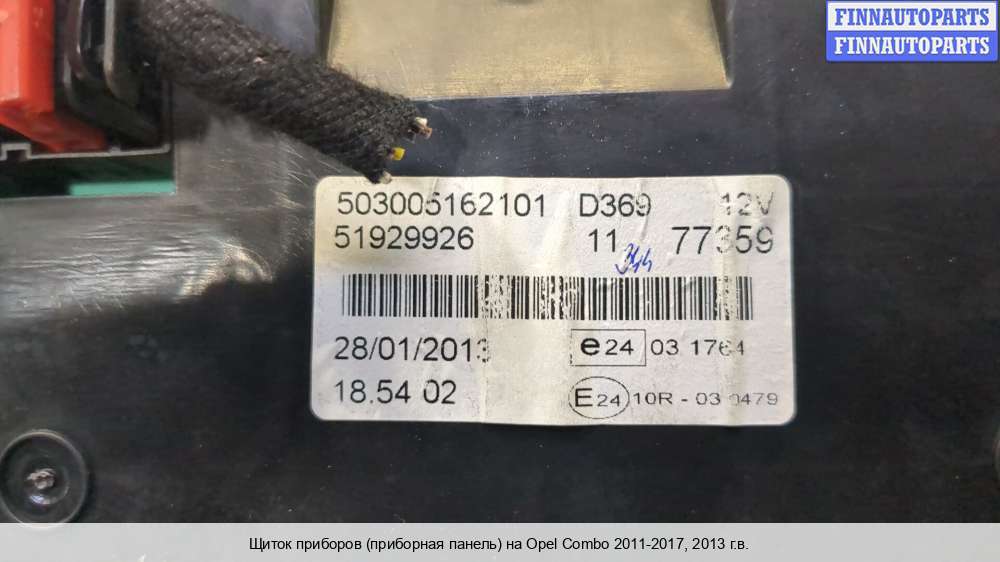 FINNAUTOPARTS
FINNAUTOPARTS
503005162101 D369 12V
51929926 11 77359
28/01/2013 e24 03 1764
18.54 02 E24 10R - 03 0479
Щиток приборов (приборная панель) на Opel Combo 2011-2017, 2013 г.в.